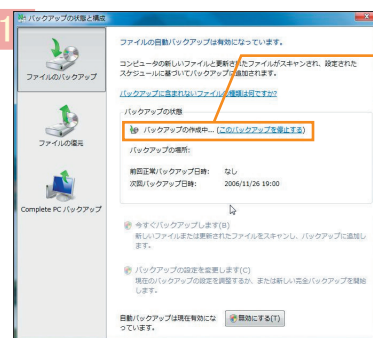 1
バックアップの状態と構成
ファイルのバックアップ
ファイルの復元
Complete PC バックアップ
ファイルの自動バックアップは有効になっています。
コンピュータの新しいファイルと更新されたファイルがスキャンされ、設定された
スケジュールに基づいてバックアップが追加されます。
バックアップに含まれないファイルの種類は何ですか?
バックアップの状態
バックアップの作成中... (このバックアップを停止する)
バックアップの場所:
前回正常バックアップ日時: なし
次回バックアップ日時: 2006/11/26 19:00
今すぐバックアップします(B)
新しいファイルまたは更新されたファイルをスキャンし、バックアップに追加し
ます。
バックアップの設定を変更します(C)
現在のバックアップの設定を調整するか、または新しい完全バックアップを開始
します。
自動バックアップは現在有効にな
っています。
無効にする(T)